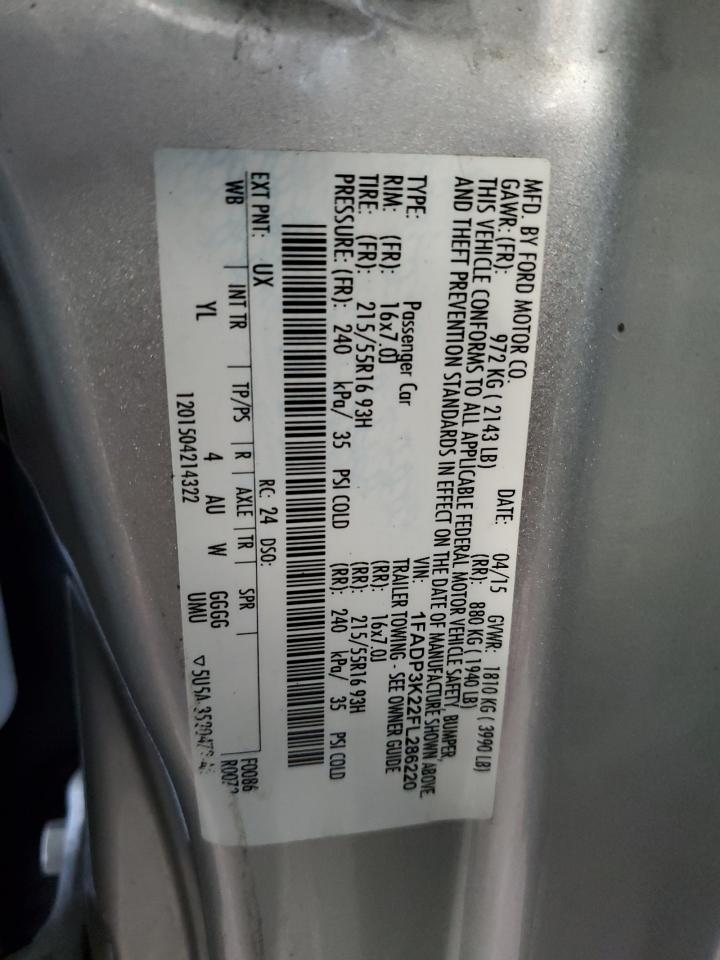 MFD. BY FORD MOTOR CO.
DATE: 04/15 GVWR: 1810 KG ( 3990 LB)
GAWR: (FR): 972 KG ( 2143 LB) (RR): 880 KG ( 1940 LB)
THIS VEHICLE CONFORMS TO ALL APPLICABLE FEDERAL MOTOR VEHICLE SAFETY, BUMPER,
AND THEFT PREVENTION STANDARDS IN EFFECT ON THE DATE OF MANUFACTURE SHOWN ABOVE.
VIN: 1FADP3K22FL286220
TYPE: Passenger Car TRAILER TOWING - SEE OWNER GUIDE
RIM: (FR): 16x7.0J (RR): 16x7.0J
TIRE: (FR): 215/55R16 93H (RR): 215/55R16 93H
PRESSURE: (FR): 240 kPa/ 35 PSI COLD (RR): 240 kPa/ 35 PSI COLD
EXT PNT: UX RC: 24 DSO: F0086
WB INT TR TP/PS R AXLE TR SPR R0072
YL 4 AU W GGGG
UMU
1201504214322 ▽5U5A